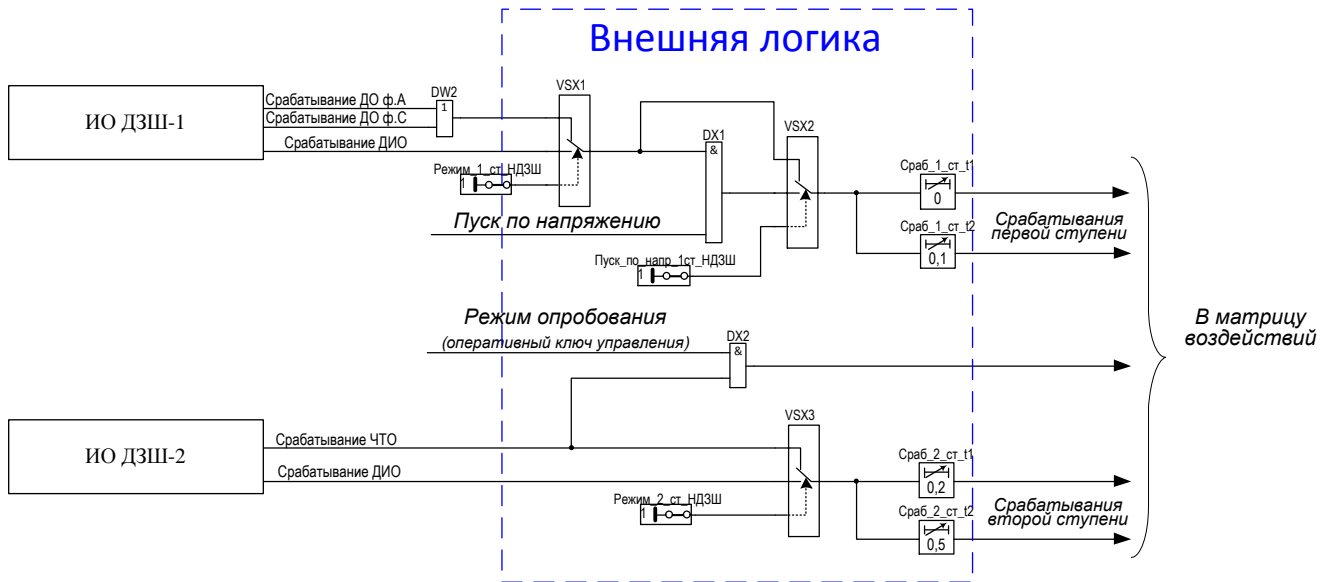 Внешняя логика
ИО ДЗШ-1
Срабатывание ДО ф.А
Срабатывание ДО ф.С
Срабатывание ДИО
DW2
1
VSX1
Режим_1_ст_НДЗШ
1
Пуск по напряжению
DX1
&
VSX2
Пуск_по_напр_1ст_НДЗШ
1
Сраб_1_ст_t1
0
Сраб_1_ст_t2
0,1
Срабатывания
первой ступени
Режим опробования
(оперативный ключ управления)
DX2
&
В матрицу
воздействий
ИО ДЗШ-2
Срабатывание ЧТО
Срабатывание ДИО
VSX3
Режим_2_ст_НДЗШ
1
Сраб_2_ст_t1
0,2
Сраб_2_ст_t2
0,5
Срабатывания
второй ступени